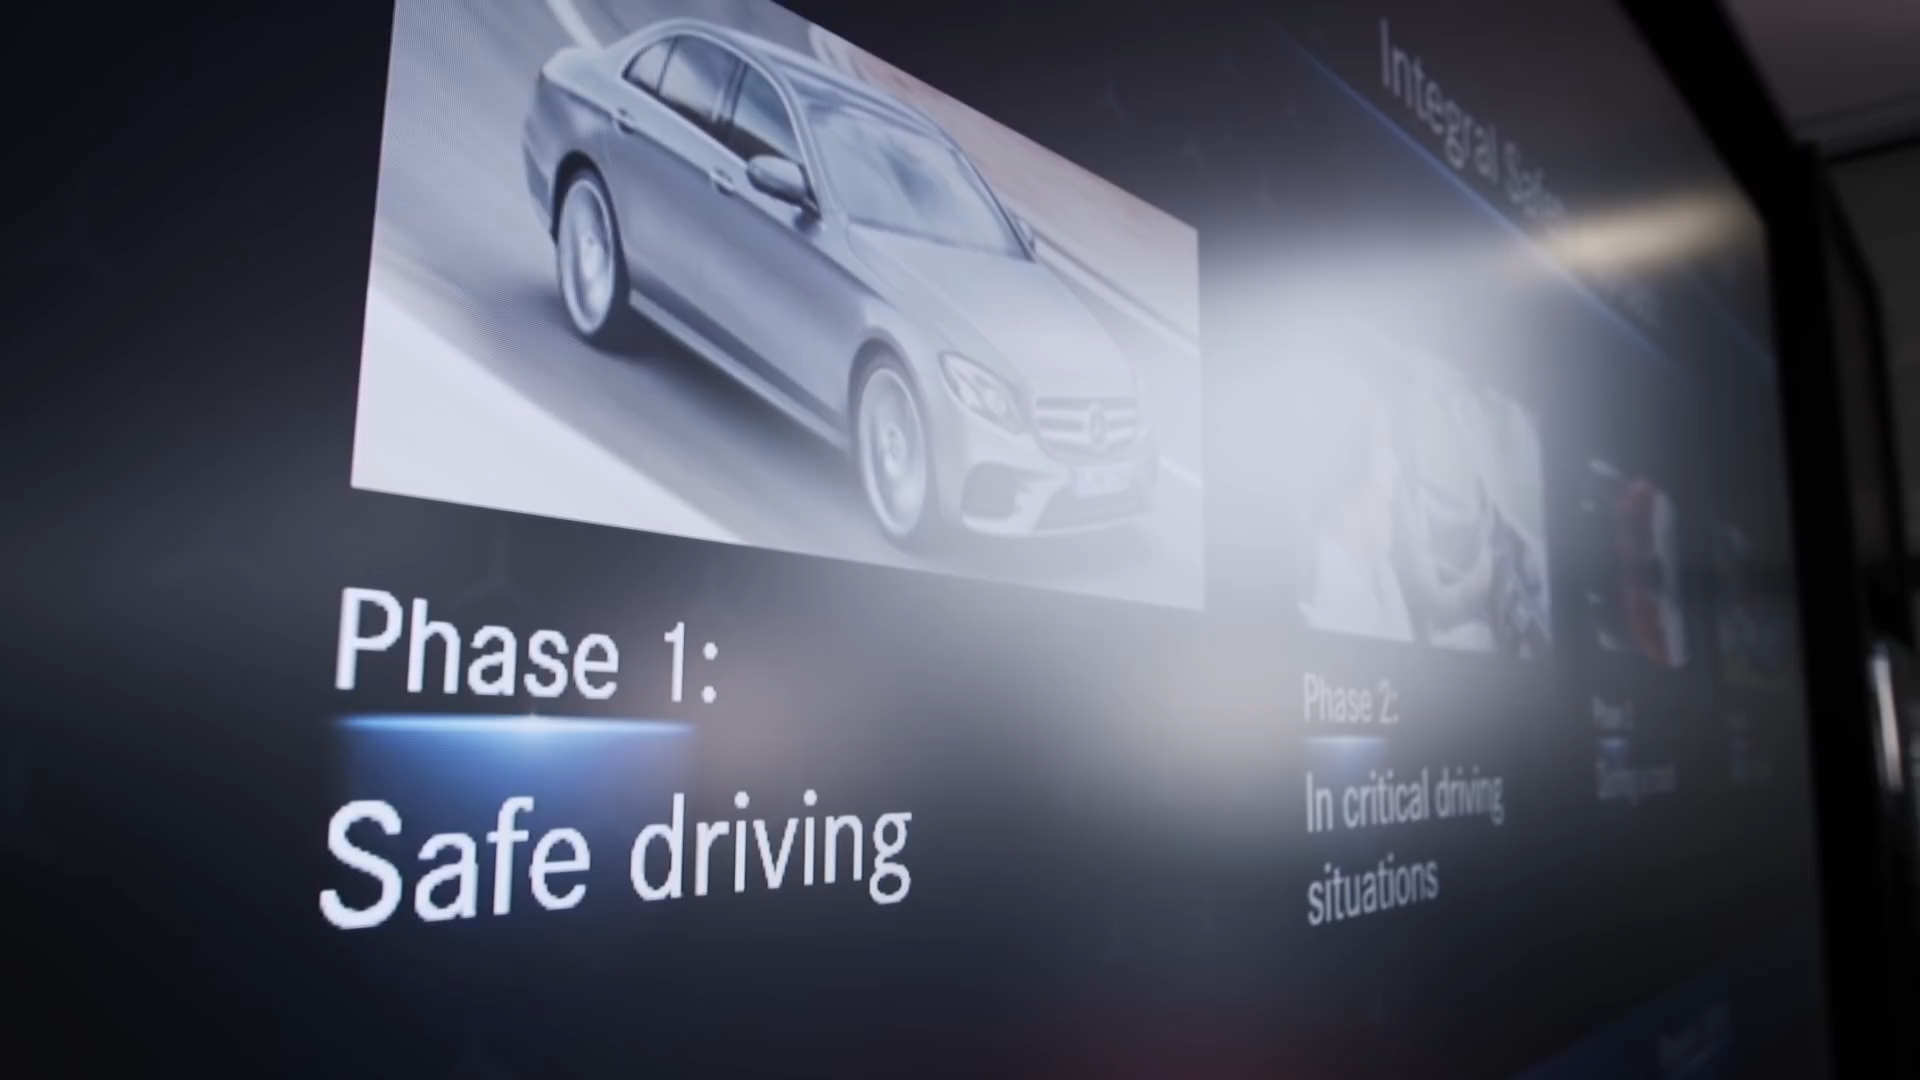 Integral Safe
Phase 1:
Safe driving
Phase 2:
In critical driving
situations